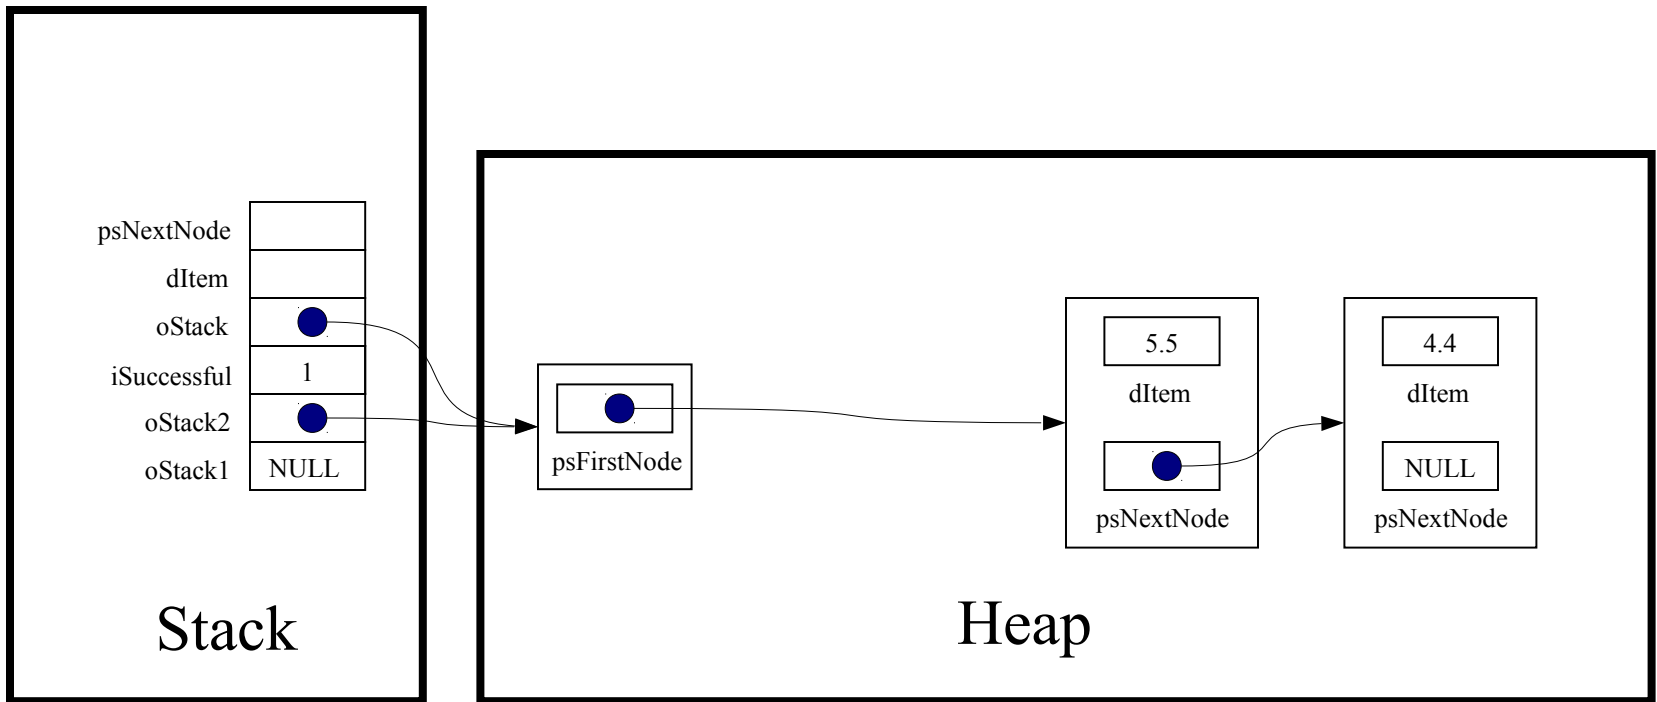 psNextNode
dItem
oStack
iSuccessful 1
oStack2
oStack1 NULL
Stack
psFirstNode
5.5
dItem
psNextNode
4.4
dItem
NULL
psNextNode
Heap